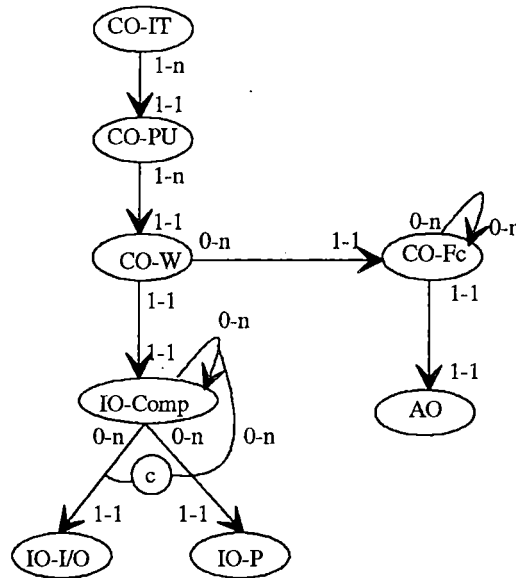 CO-IT
1-n
1-1
CO-PU
1-n
1-1
0-n
1-1
0-n
0-n
CO-W
CO-Fc
1-1
1-1
0-n
1-1
1-1
IO-Comp
AO
0-n
0-n
0-n
c
1-1
1-1
IO-I/O
IO-P